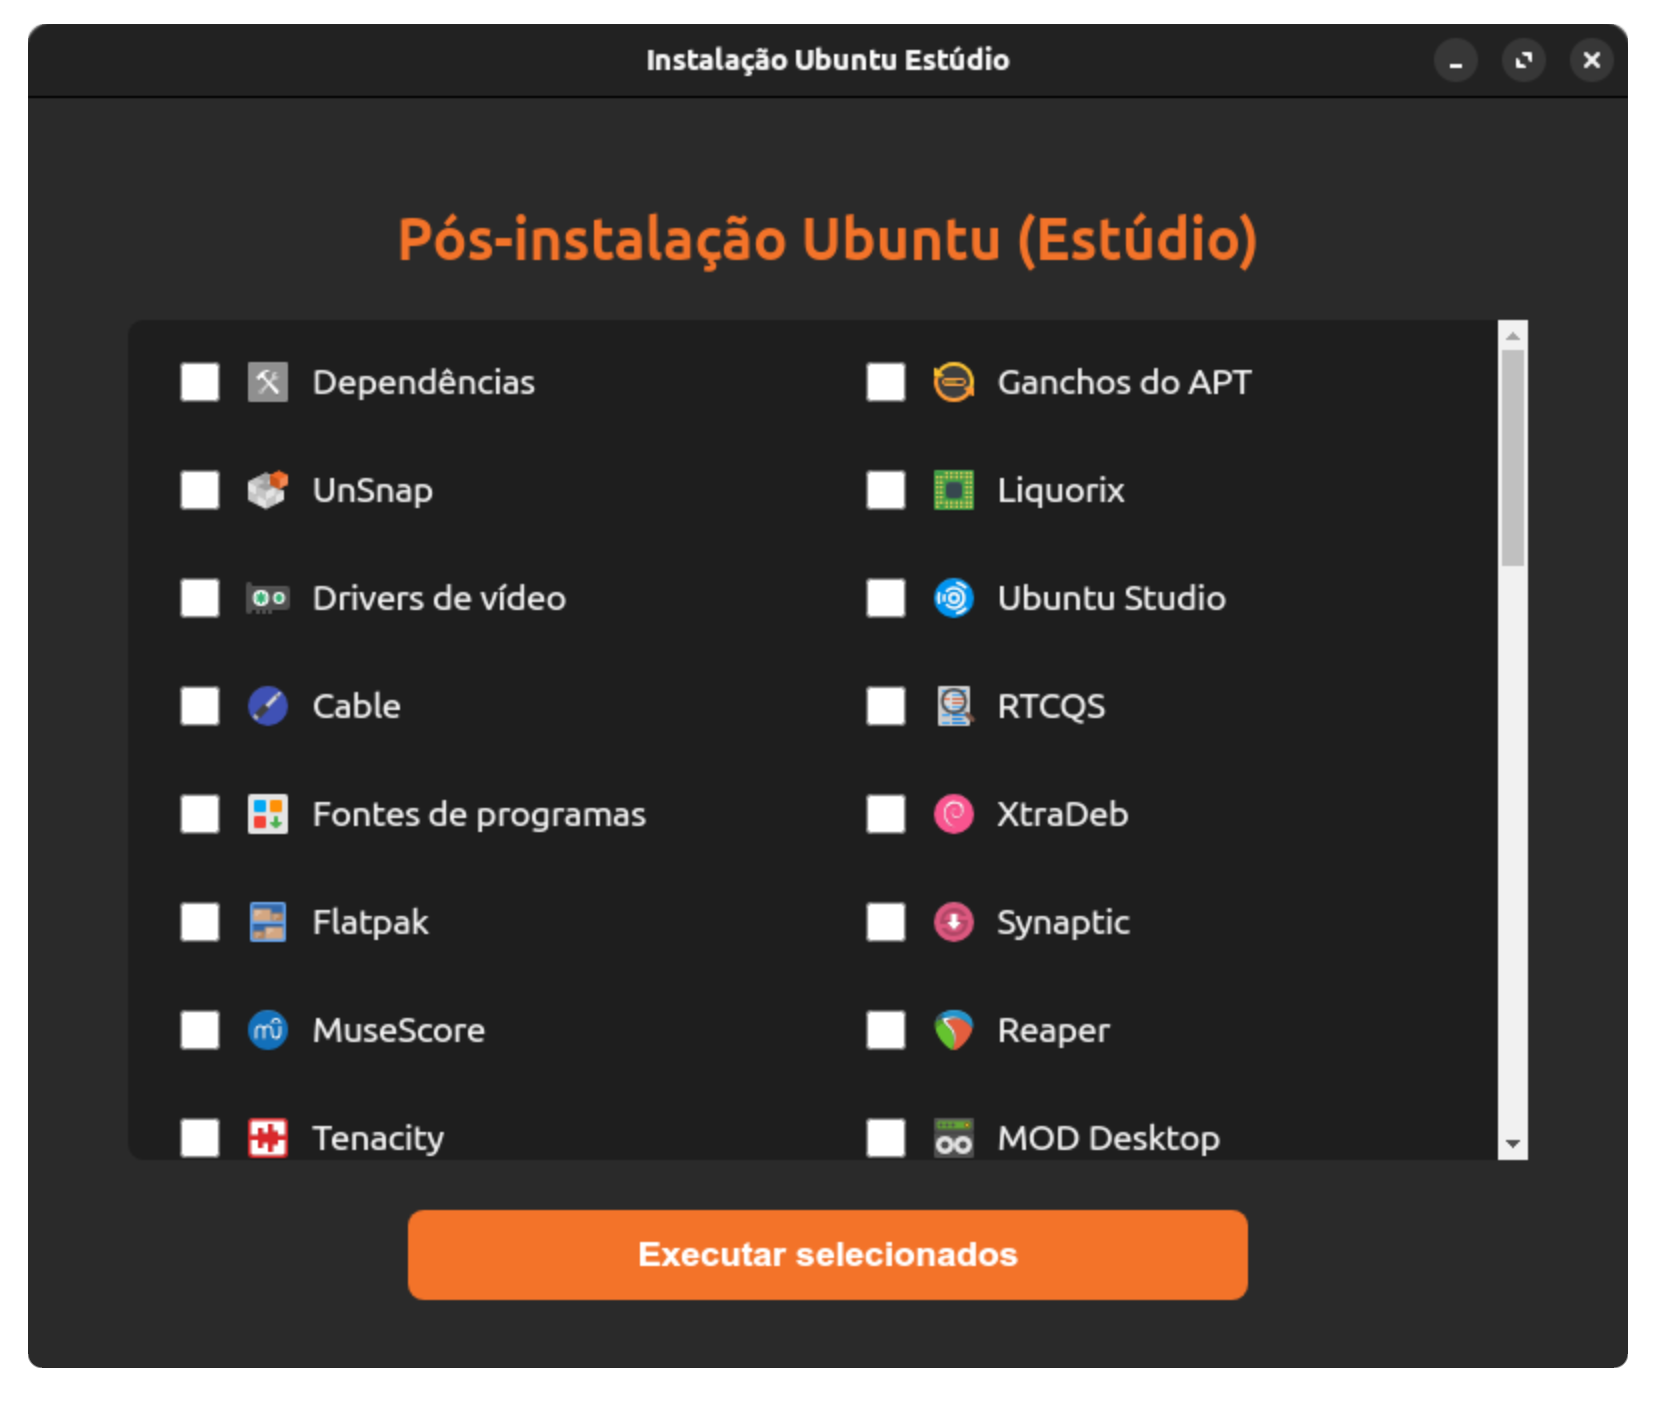 Instalação Ubuntu Estúdio
Pós-instalação Ubuntu (Estúdio)
Dependências
Ganchos do APT
UnSnap
Liquorix
Drivers de vídeo
Ubuntu Studio
Cable
RTCQS
Fontes de programas
XtraDeb
Flatpak
Synaptic
MuseScore
Reaper
Tenacity
MOD Desktop
Executar selecionados